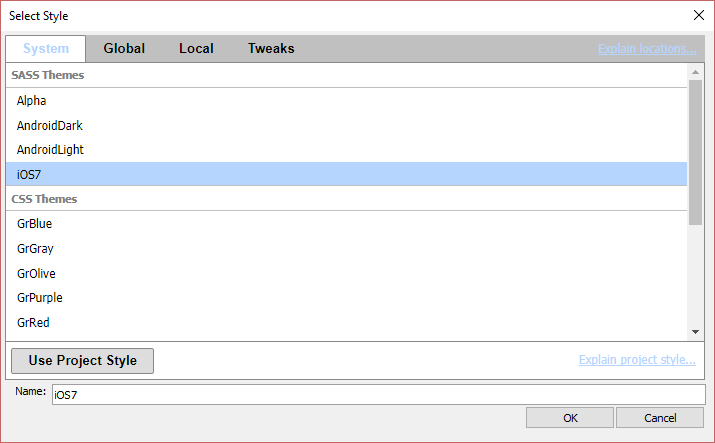 Select Style
System Global Local Tweaks Explain locations...
SASS Themes
Alpha
AndroidDark
AndroidLight
iOS7
CSS Themes
GrBlue
GrGray
GrOlive
GrPurple
GrRed
Use Project Style Explain project style...
Name: iOS7
OK Cancel